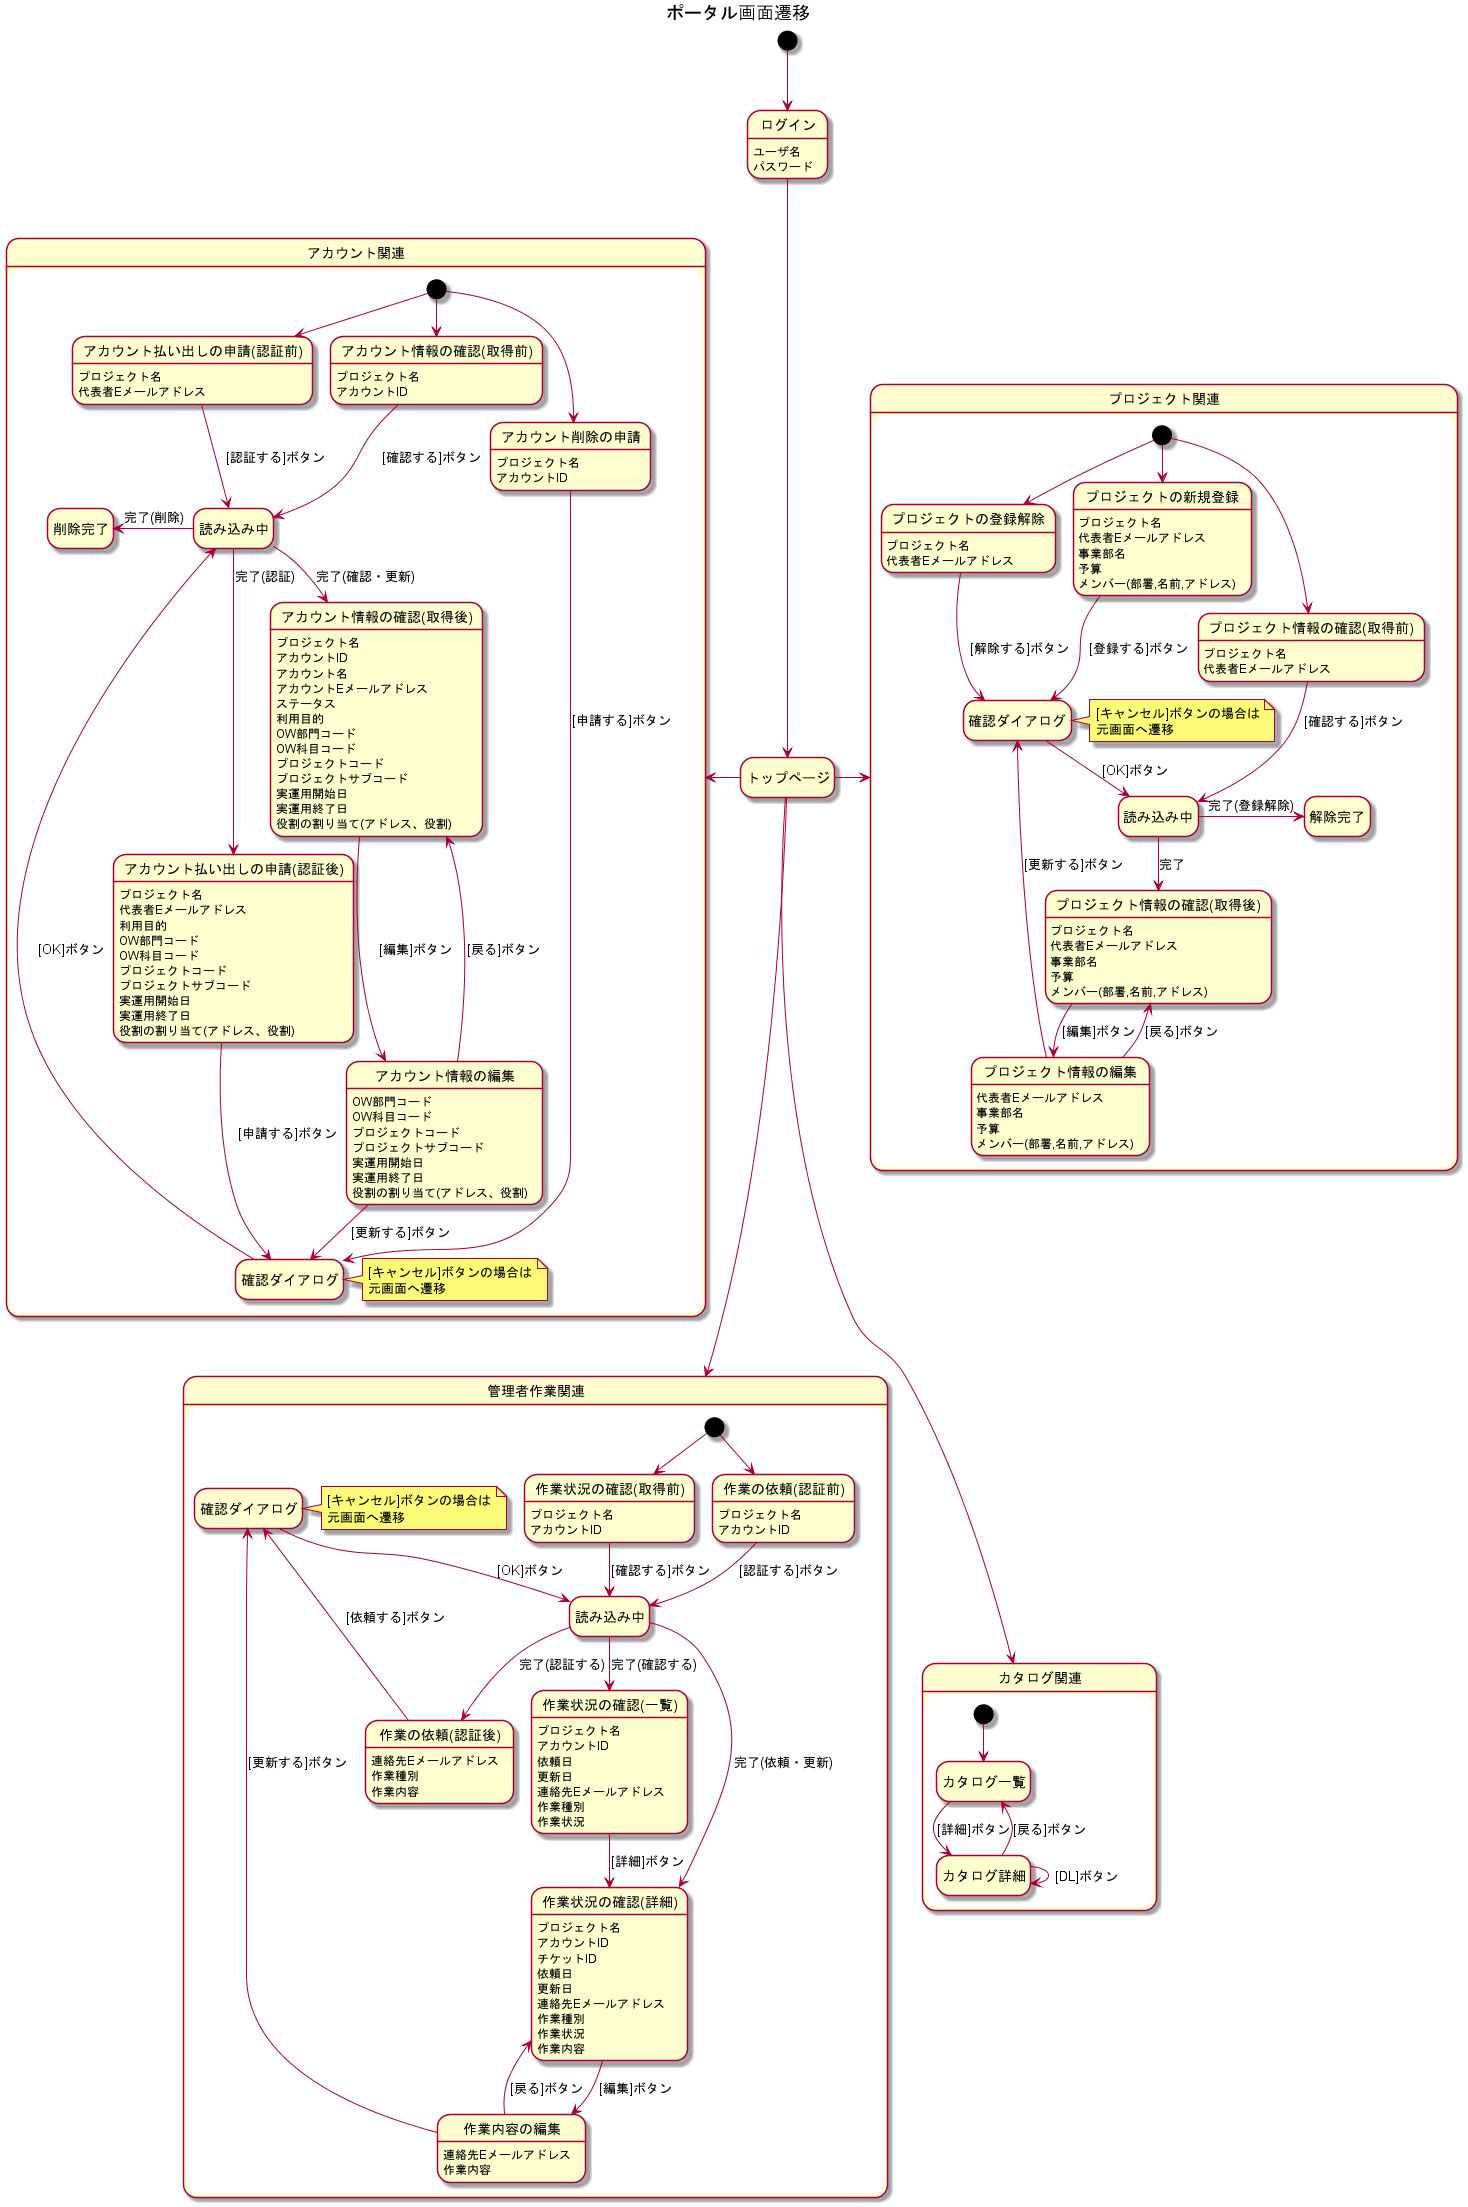 ポータル画面遷移
ログイン
ユーザ名
パスワード
アカウント関連
アカウント払い出しの申請(認証前)
プロジェクト名
代表者Eメールアドレス
アカウント情報の確認(取得前)
プロジェクト名
アカウントID
アカウント削除の申請
プロジェクト名
アカウントID
[認証する]ボタン
[確認する]ボタン
削除完了
完了(削除)
読み込み中
完了(認証)
完了(確認・更新)
アカウント情報の確認(取得後)
プロジェクト名
アカウントID
アカウント名
アカウントEメールアドレス
ステータス
利用目的
OW部門コード
OW科目コード
プロジェクトコード
プロジェクトサブコード
実運用開始日
実運用終了日
役割の割り当て(アドレス、役割)
[申請する]ボタン
アカウント払い出しの申請(認証後)
プロジェクト名
代表者Eメールアドレス
利用目的
OW部門コード
OW科目コード
プロジェクトコード
プロジェクトサブコード
実運用開始日
実運用終了日
役割の割り当て(アドレス、役割)
[OK]ボタン
[編集]ボタン
[戻る]ボタン
アカウント情報の編集
OW部門コード
OW科目コード
プロジェクトコード
プロジェクトサブコード
実運用開始日
実運用終了日
役割の割り当て(アドレス、役割)
[申請する]ボタン
[更新する]ボタン
確認ダイアログ
[キャンセル]ボタンの場合は
元画面へ遷移
トップページ
プロジェクト関連
プロジェクトの登録解除
プロジェクト名
代表者Eメールアドレス
プロジェクトの新規登録
プロジェクト名
代表者Eメールアドレス
事業部名
予算
メンバー(部署,名前,アドレス)
プロジェクト情報の確認(取得前)
プロジェクト名
代表者Eメールアドレス
[解除する]ボタン
[登録する]ボタン
確認ダイアログ
[キャンセル]ボタンの場合は
元画面へ遷移
[確認する]ボタン
[OK]ボタン
読み込み中
完了(登録解除)
解除完了
[更新する]ボタン
完了
プロジェクト情報の確認(取得後)
プロジェクト名
代表者Eメールアドレス
事業部名
予算
メンバー(部署,名前,アドレス)
[編集]ボタン
[戻る]ボタン
プロジェクト情報の編集
代表者Eメールアドレス
事業部名
予算
メンバー(部署,名前,アドレス)
管理者作業関連
確認ダイアログ
[キャンセル]ボタンの場合は
元画面へ遷移
作業状況の確認(取得前)
プロジェクト名
アカウントID
作業の依頼(認証前)
プロジェクト名
アカウントID
[OK]ボタン
[確認する]ボタン
[認証する]ボタン
読み込み中
[依頼する]ボタン
完了(認証する)
完了(確認する)
作業の依頼(認証後)
連絡先Eメールアドレス
作業種別
作業内容
作業状況の確認(一覧)
プロジェクト名
アカウントID
依頼日
更新日
連絡先Eメールアドレス
作業種別
作業状況
[更新する]ボタン
完了(依頼・更新)
[詳細]ボタン
作業状況の確認(詳細)
プロジェクト名
アカウントID
チケットID
依頼日
更新日
連絡先Eメールアドレス
作業種別
作業状況
作業内容
[戻る]ボタン
[編集]ボタン
作業内容の編集
連絡先Eメールアドレス
作業内容
カタログ関連
カタログ一覧
[詳細]ボタン
[戻る]ボタン
カタログ詳細
[DL]ボタン